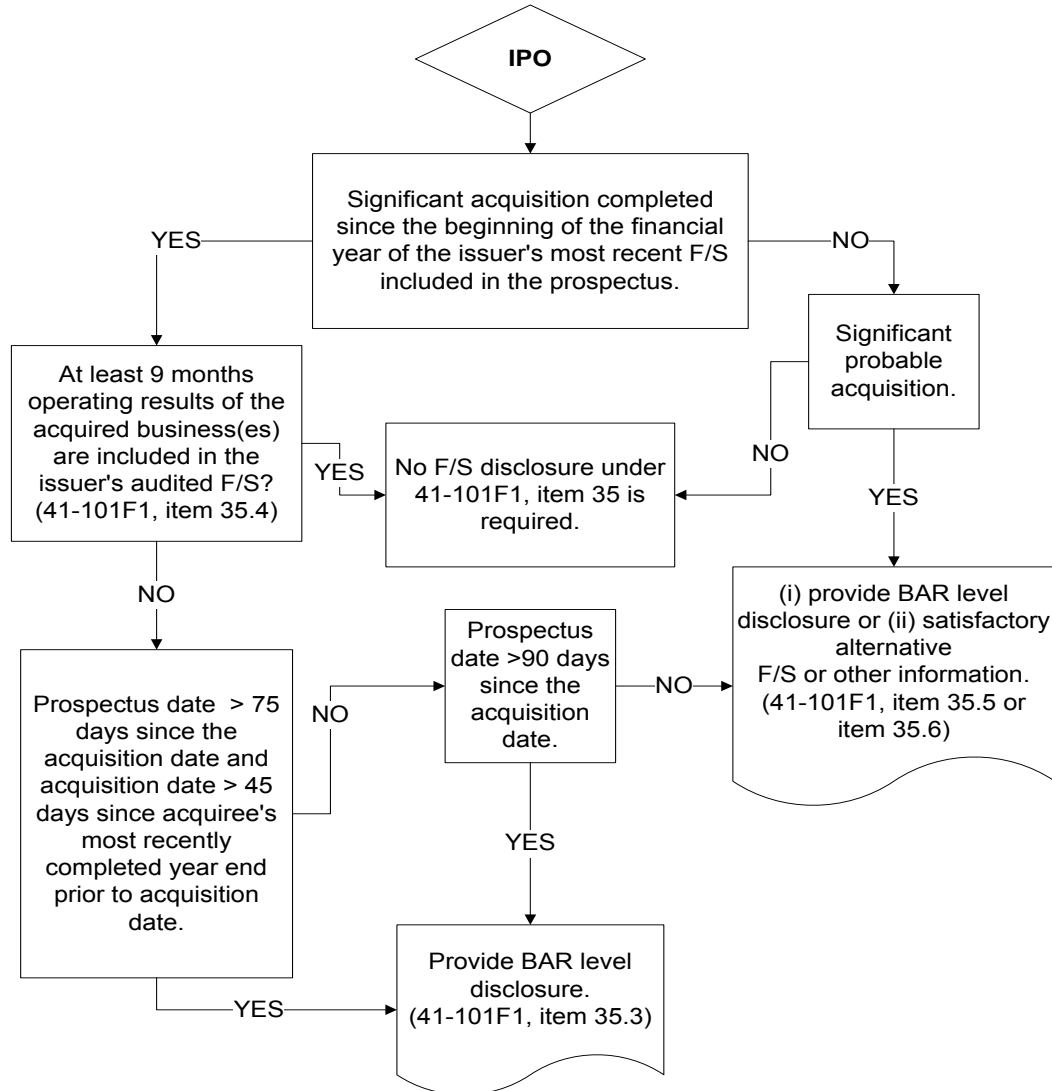 IPO
Significant acquisition completed
since the beginning of the financial
year of the issuer's most recent F/S
included in the prospectus.
YES
NO
At least 9 months
operating results of the
acquired business(es)
are included in the
issuer's audited F/S?
(41-101F1, item 35.4)
YES
No F/S disclosure under
41-101F1, item 35 is
required.
NO
Significant
probable
acquisition.
YES
NO
Prospectus date > 75
days since the
acquisition date and
acquisition date > 45
days since acquiree's
most recently
completed year end
prior to acquisition
date.
NO
Prospectus
date >90 days
since the
acquisition
date.
NO
(i) provide BAR level
disclosure or (ii) satisfactory
alternative
F/S or other information.
(41-101F1, item 35.5 or
item 35.6)
YES
YES
Provide BAR level
disclosure.
(41-101F1, item 35.3)